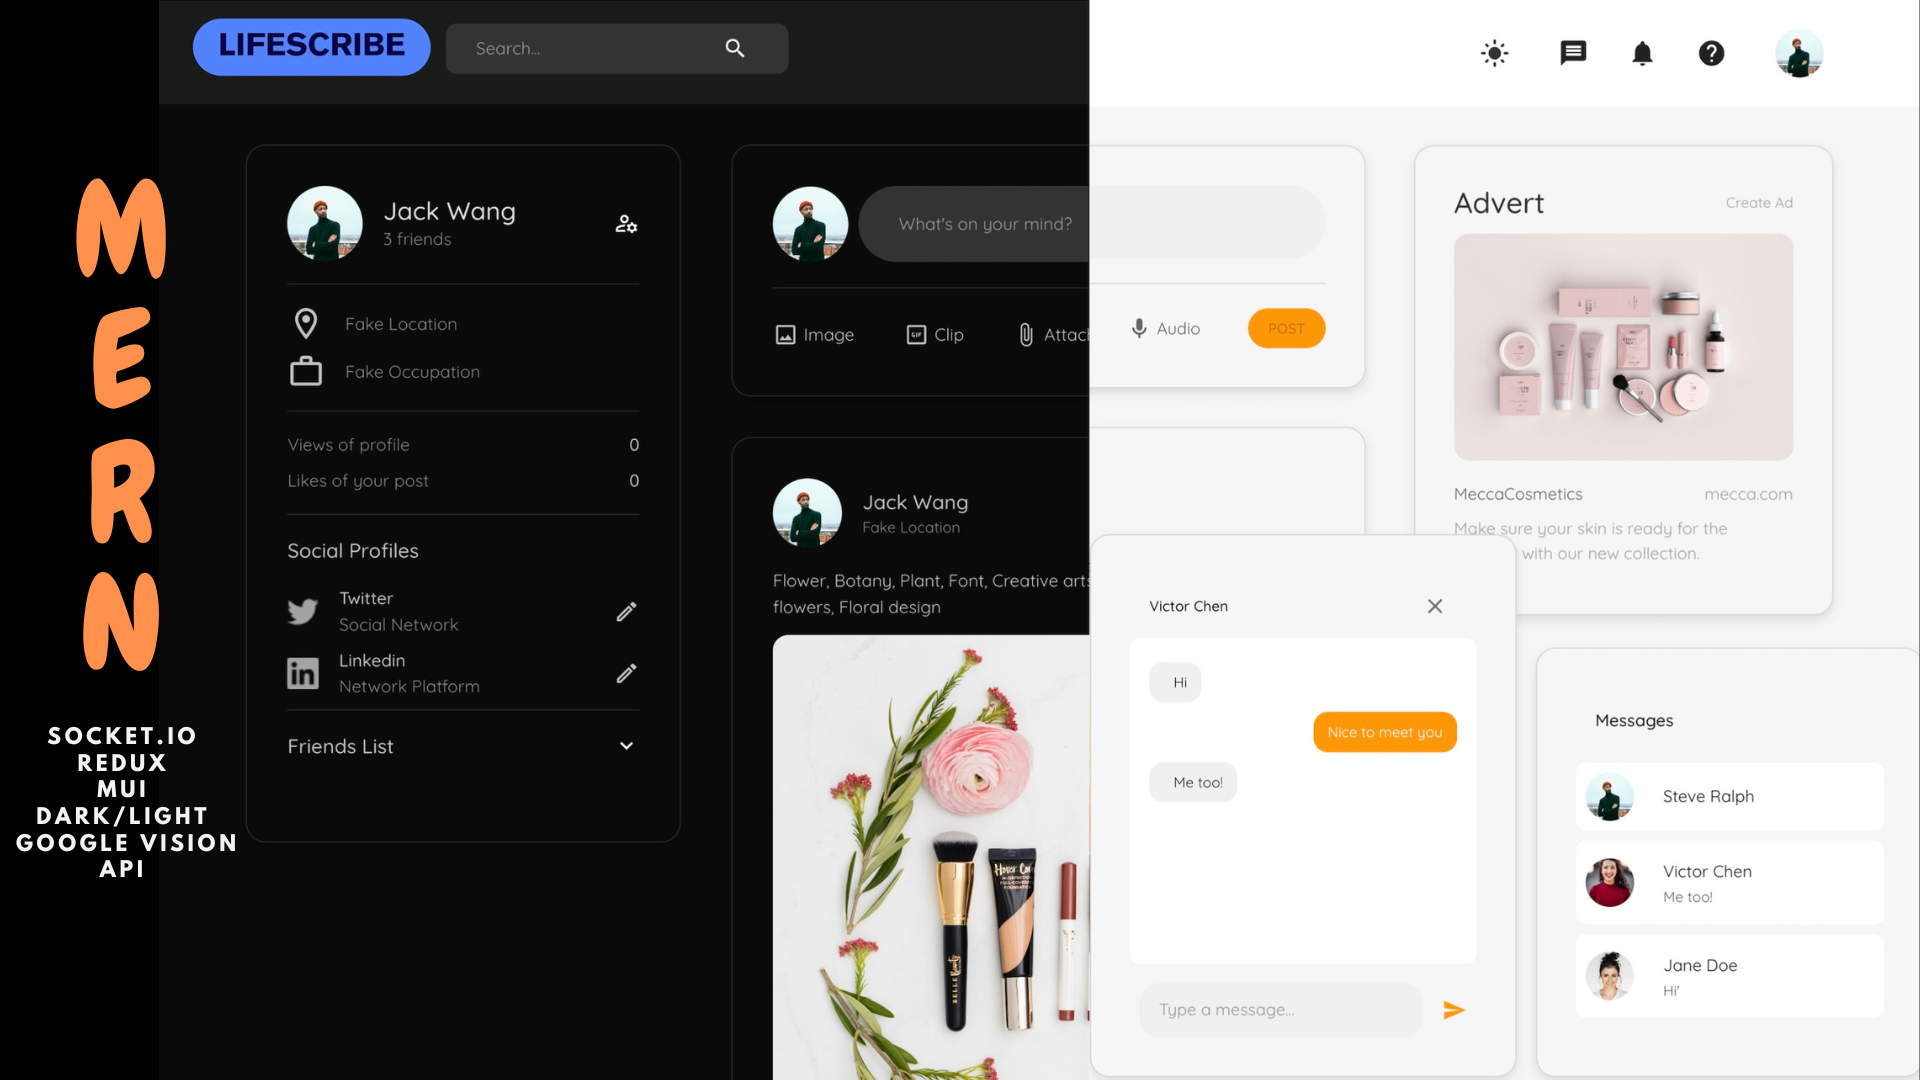 M
E
R
N
SOCKET.IO
REDUX
MUI
DARK/LIGHT
GOOGLE VISION
API
LIFESCRIBE
Search...
Jack Wang
3 friends
Fake Location
Fake Occupation
Views of profile 0
Likes of your post 0
Social Profiles
Twitter
Social Network
Linkedin
Network Platform
Friends List
What's on your mind?
Image Clip Attach Audio POST
Jack Wang
Fake Location
Flower, Botany, Plant, Font, Creative arts
flowers, Floral design
Advert Create Ad
MeccaCosmetics mecca.com
Make sure your skin is ready for the
with our new collection.
Victor Chen
Hi
Nice to meet you
Me too!
Type a message...
Messages
Steve Ralph
Victor Chen
Me too!
Jane Doe
Hi'